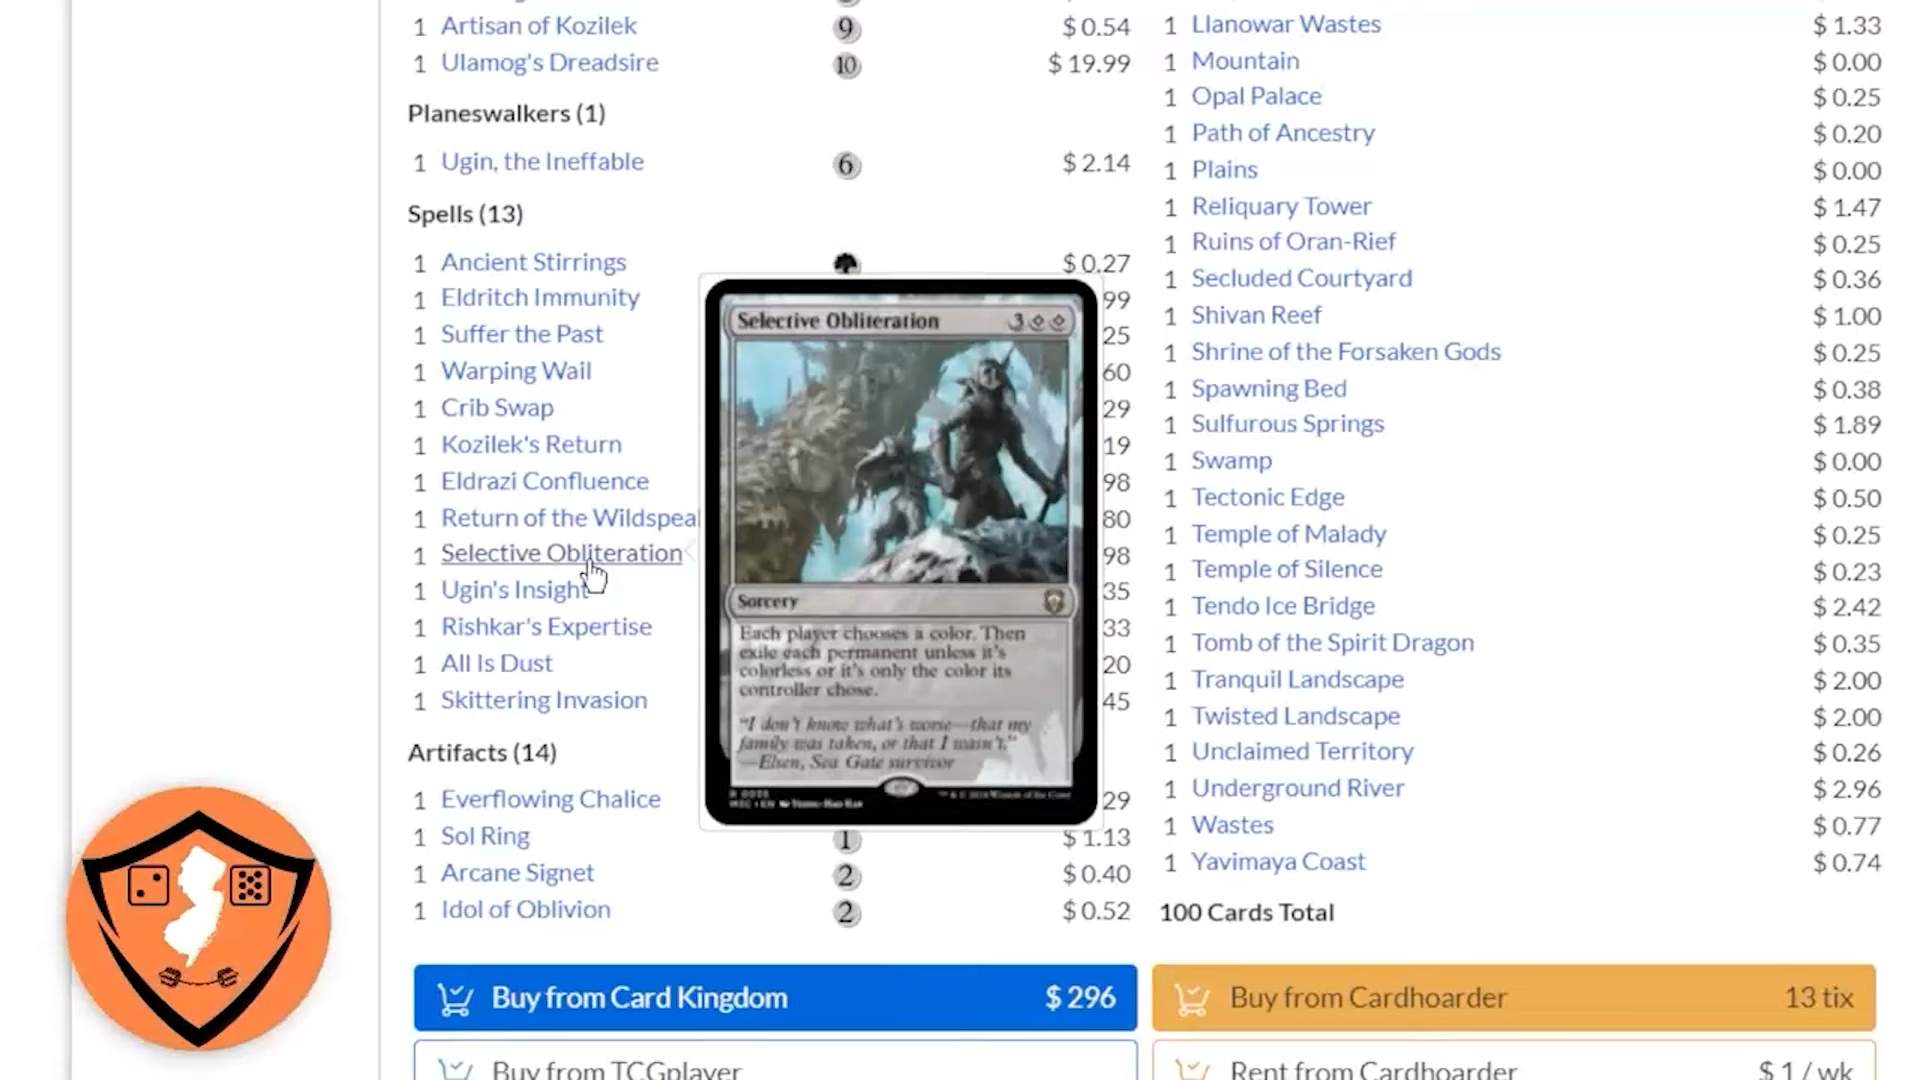 1 Artisan of Kozilek 9 $ 0.54
1 Ulamog's Dreadsire 10 $ 19.99
Planeswalkers (1)
1 Ugin, the Ineffable 6 $ 2.14
Spells (13)
1 Ancient Stirrings $ 0.27
1 Eldritch Immunity 99
1 Suffer the Past 25
1 Warping Wail 60
1 Crib Swap 29
1 Kozilek's Return 19
1 Eldrazi Confluence 98
1 Return of the Wildspea 80
1 Selective Obliteration 98
1 Ugin's Insight 35
1 Rishkar's Expertise 33
1 All Is Dust 20
1 Skittering Invasion 45
Artifacts (14)
1 Everflowing Chalice 29
1 Sol Ring 1 $ 1.13
1 Arcane Signet 2 $ 0.40
1 Idol of Oblivion 2 $ 0.52
Selective Obliteration 3
Sorcery
Each player chooses a color. Then
exile each permanent unless it's
colorless or it's only the color its
controller chose.
"I don't know what's worse—that my
family was taken, or that I wasn't."
—Elsen, Sea Gate survivor
1 Llanowar Wastes $ 1.33
1 Mountain $ 0.00
1 Opal Palace $ 0.25
1 Path of Ancestry $ 0.20
1 Plains $ 0.00
1 Reliquary Tower $ 1.47
1 Ruins of Oran-Rief $ 0.25
1 Secluded Courtyard $ 0.36
1 Shivan Reef $ 1.00
1 Shrine of the Forsaken Gods $ 0.25
1 Spawning Bed $ 0.38
1 Sulfurous Springs $ 1.89
1 Swamp $ 0.00
1 Tectonic Edge $ 0.50
1 Temple of Malady $ 0.25
1 Temple of Silence $ 0.23
1 Tendo Ice Bridge $ 2.42
1 Tomb of the Spirit Dragon $ 0.35
1 Tranquil Landscape $ 2.00
1 Twisted Landscape $ 2.00
1 Unclaimed Territory $ 0.26
1 Underground River $ 2.96
1 Wastes $ 0.77
1 Yavimaya Coast $ 0.74
100 Cards Total
Buy from Card Kingdom $ 296
Buy from Cardhoarder 13 tix
Buy from TCGplayer
Rent from Cardhoarder $ 1 / wk